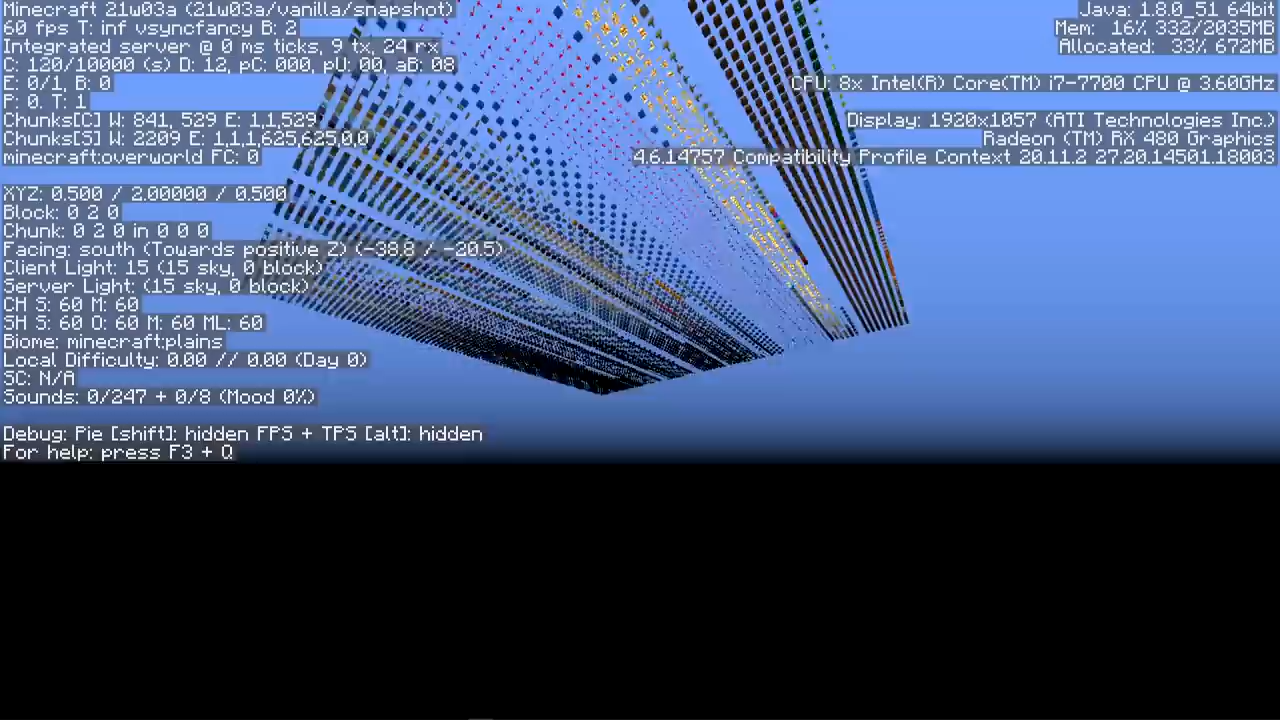 Minecraft 21w03a (21w03a/vanilla/snapshot)
60 fps T: inf vsyncfancy B: 2
Integrated server @ 0 ms ticks, 9 tx, 24 rx
C: 120/10000 (s) D: 12, pC: 000, pU: 00, aB: 08
E: 0/1, B: 0
P: 0. T: 1
Chunks[C] W: 841, 529 E: 1,1,529
Chunks[S] W: 2209 E: 1,1,1,625,625,0,0
minecraft:overworld FC: 0
XYZ: 0.500 / 2.00000 / 0.500
Block: 0 2 0
Chunk: 0 2 0 in 0 0 0
Facing: south (Towards positive Z) (-38.8 / -20.5)
Client Light: 15 (15 sky, 0 block)
Server Light: (15 sky, 0 block)
CH S: 60 M: 60
SH S: 60 O: 60 M: 60 ML: 60
Biome: minecraft:plains
Local Difficulty: 0.00 // 0.00 (Day 0)
SC: N/A
Sounds: 0/247 + 0/8 (Mood 0%)
Debug: Pie [shift]: hidden FPS + TPS [alt]: hidden
For help: press F3 + Q
Java: 1.8.0_51 64bit
Mem: 16% 332/2035MB
Allocated: 33% 672MB
CPU: 8x Intel(R) Core(TM) i7-7700 CPU @ 3.60GHz
Display: 1920x1057 (ATI Technologies Inc.)
Radeon (TM) RX 480 Graphics
4.6.14757 Compatibility Profile Context 20.11.2 27.20.14501.18003